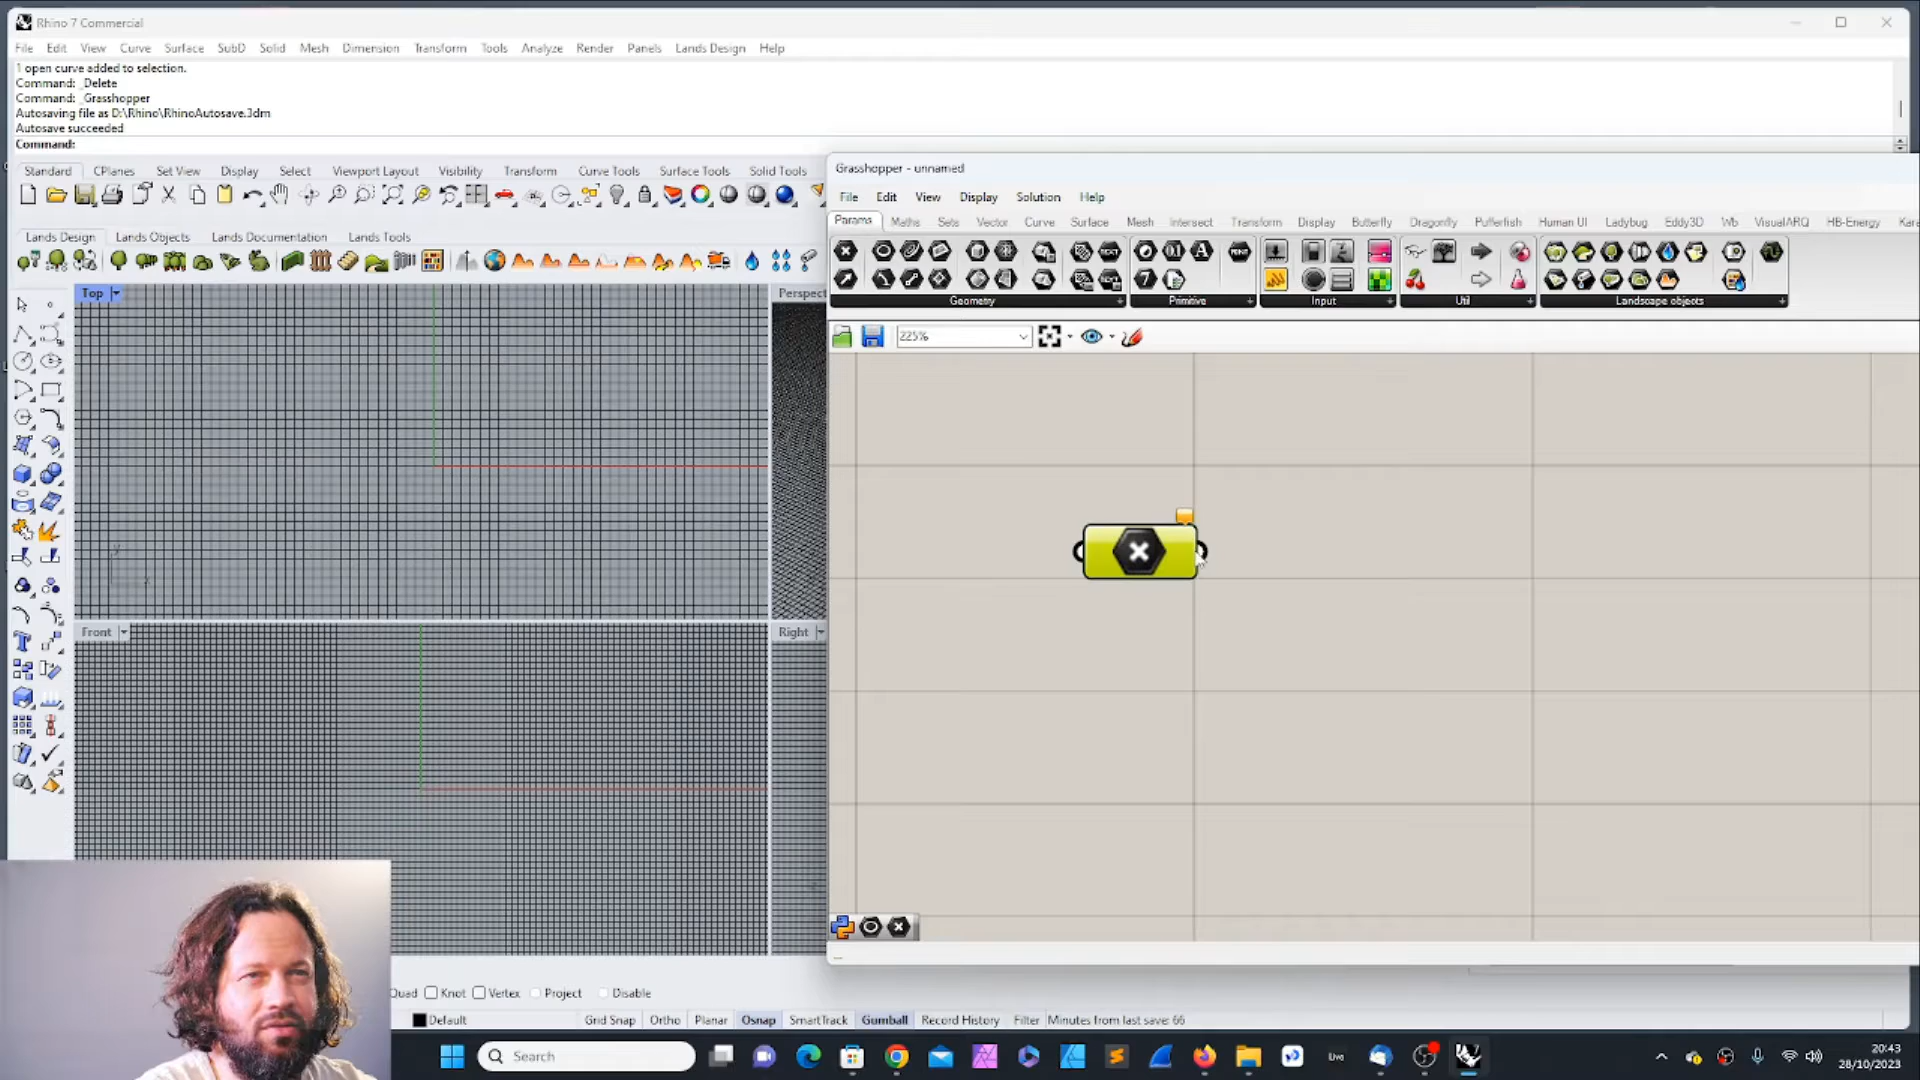 Rhino 7 Commercial
File Edit View Curve Surface SubD Solid Mesh Dimension Transform Tools Analyze Render Panels Lands Design Help
1 open curve added to selection.
Command: _Delete
Command: _Grasshopper
Autosaving file as D:\Rhino\RhinoAutosave.3dm
Autosave succeeded
Command:
Standard CPlanes Set View Display Select Viewport Layout Visibility Transform Curve Tools Surface Tools Solid Tools
Lands Design Lands Objects Lands Documentation Lands Tools
Top
Perspect
Front
Right
Grasshopper - unnamed
File Edit View Display Solution Help
Params Maths Sets Vector Curve Surface Mesh Intersect Transform Display Butterfly Dragonfly Pufferfish Human UI Ladybug Eddy3D Wb VisualARQ HB-Energy Kara
Geometry Primitive Input Util Landscape objects
225%
Quad Knot Vertex Project Disable
Default Grid Snap Ortho Planar Osnap SmartTrack Gumball Record History Filter Minutes from last save: 66
Search
Live
20:43
28/10/2023